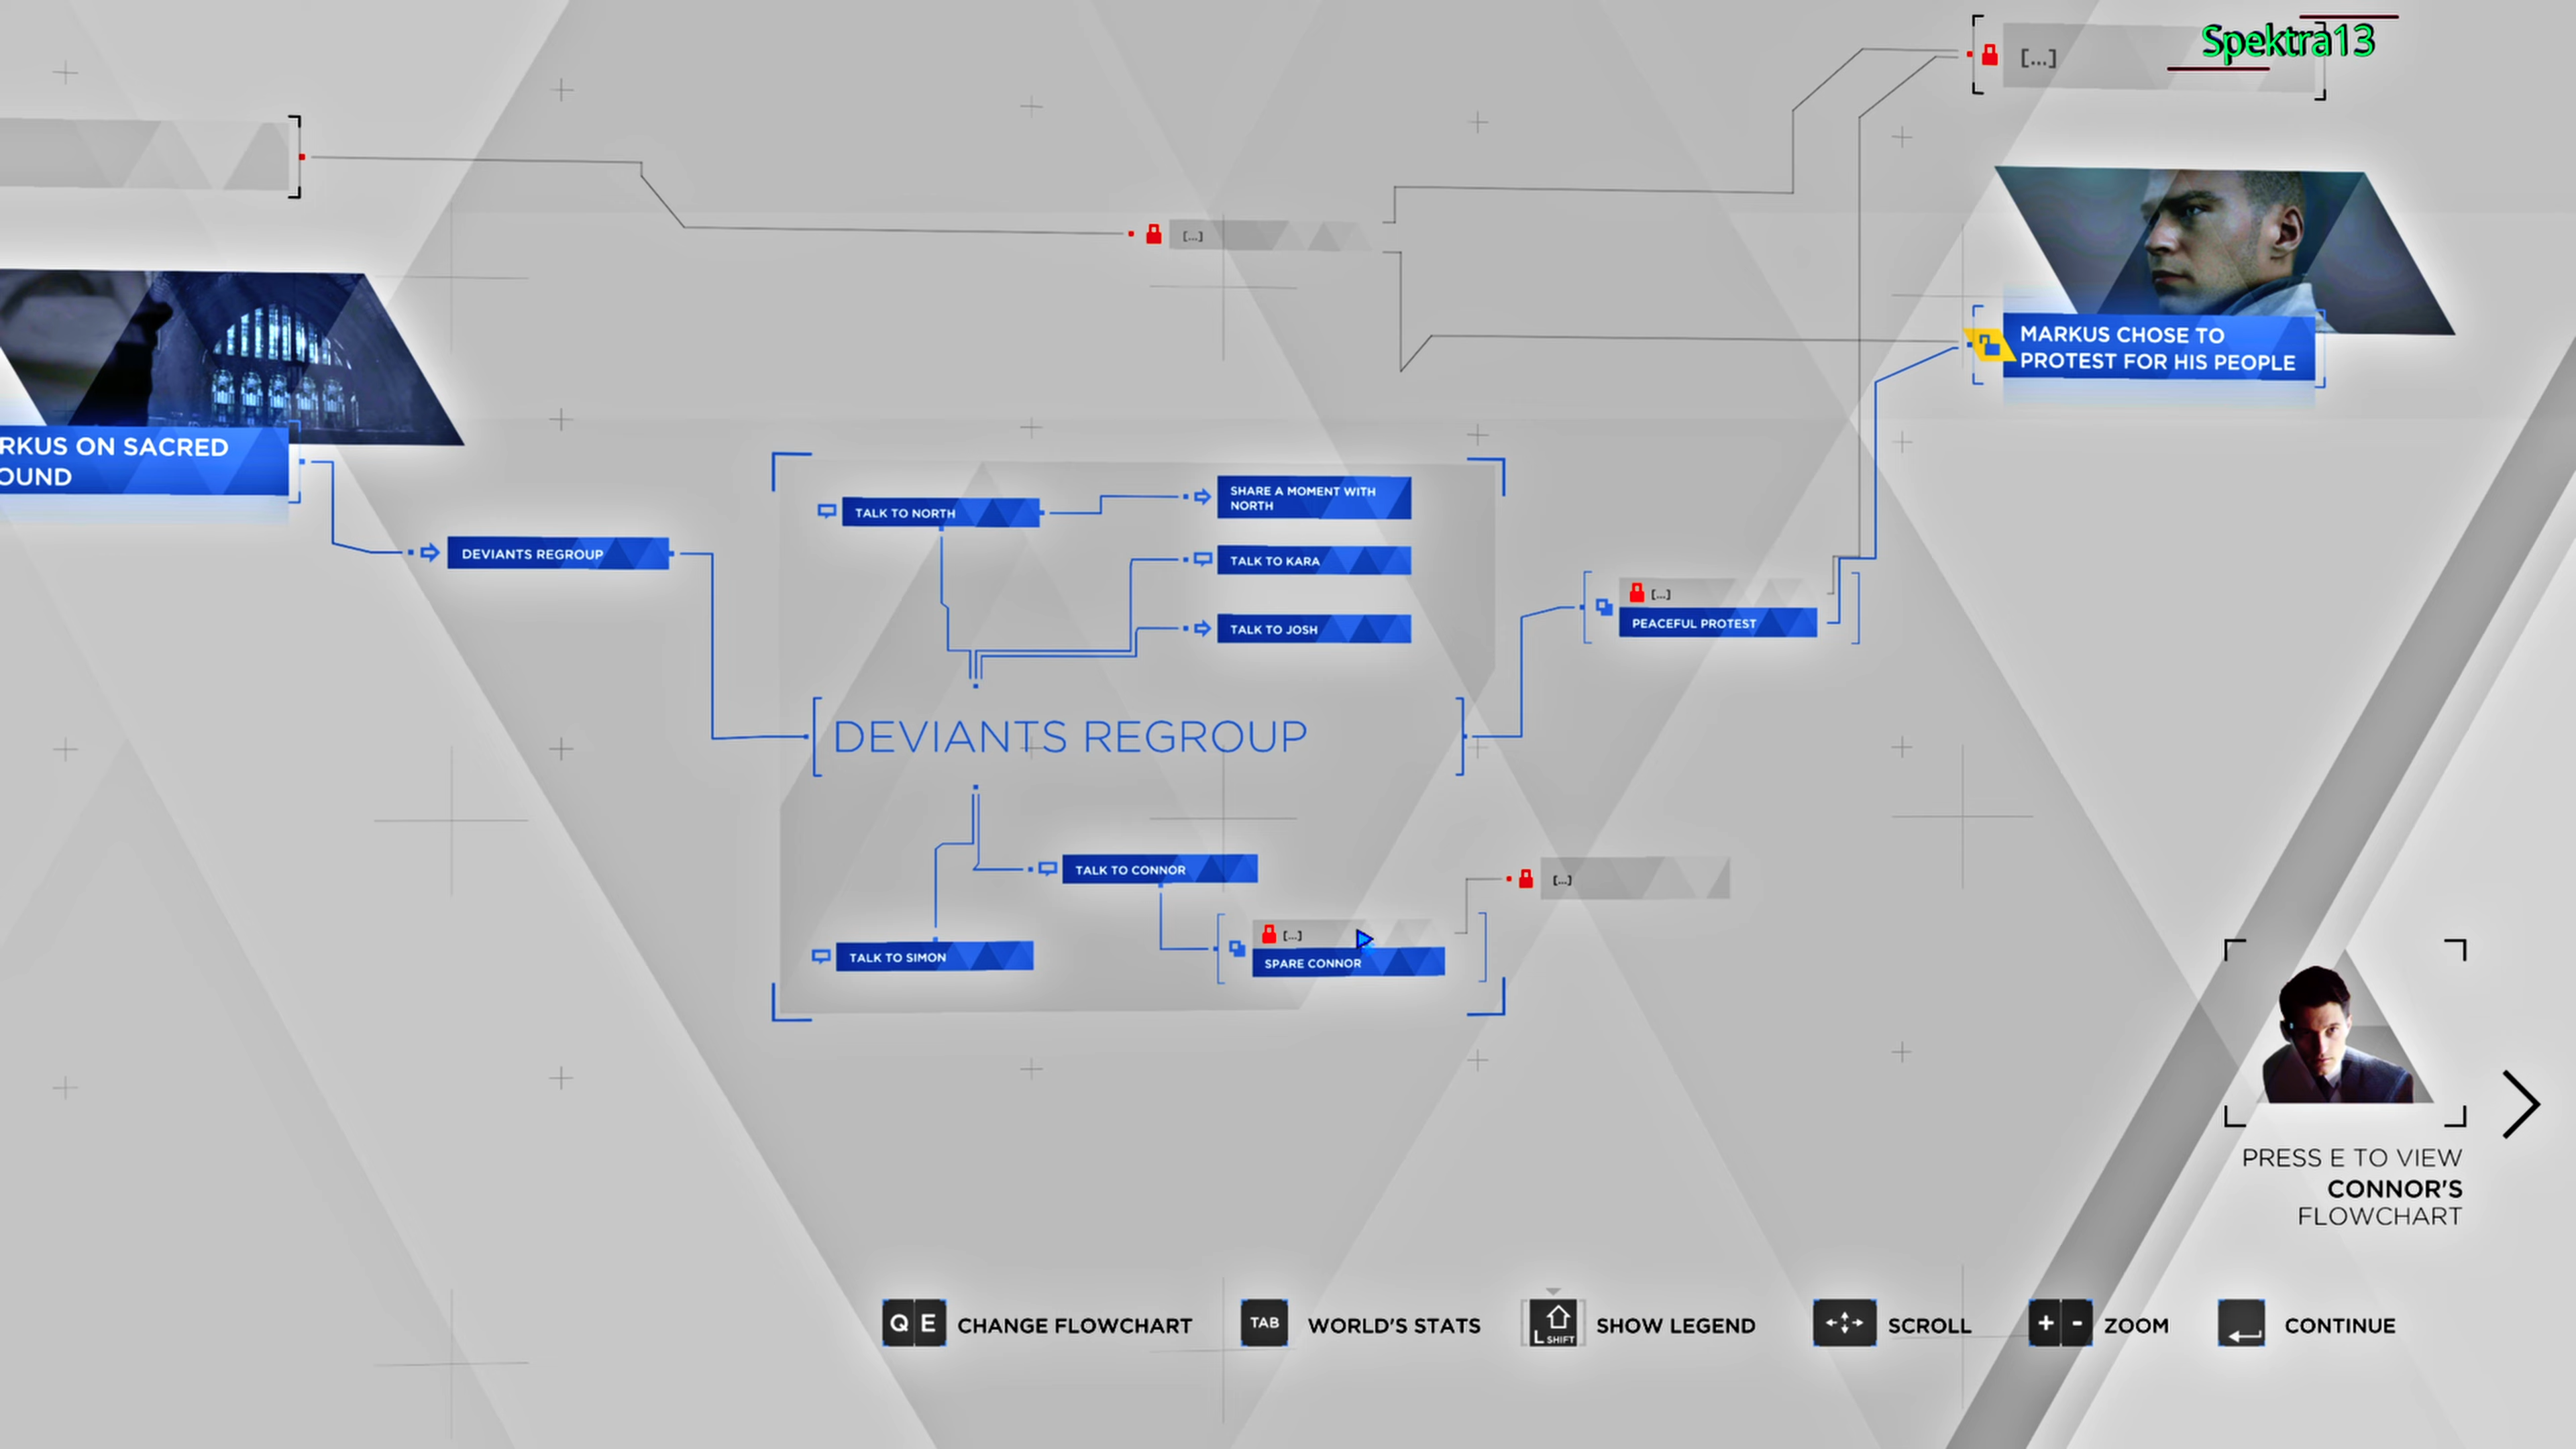 Spektra13
[...]
[...]
MARKUS CHOSE TO
PROTEST FOR HIS PEOPLE
RKUS ON SACRED
OUND
DEVIANTS REGROUP
TALK TO NORTH
SHARE A MOMENT WITH
NORTH
TALK TO KARA
TALK TO JOSH
[...]
PEACEFUL PROTEST
DEVIANTS REGROUP
TALK TO CONNOR
[...]
[...]
SPARE CONNOR
TALK TO SIMON
PRESS E TO VIEW
CONNOR'S
FLOWCHART
Q E CHANGE FLOWCHART
TAB WORLD'S STATS
L SHIFT SHOW LEGEND
SCROLL
+ - ZOOM
CONTINUE